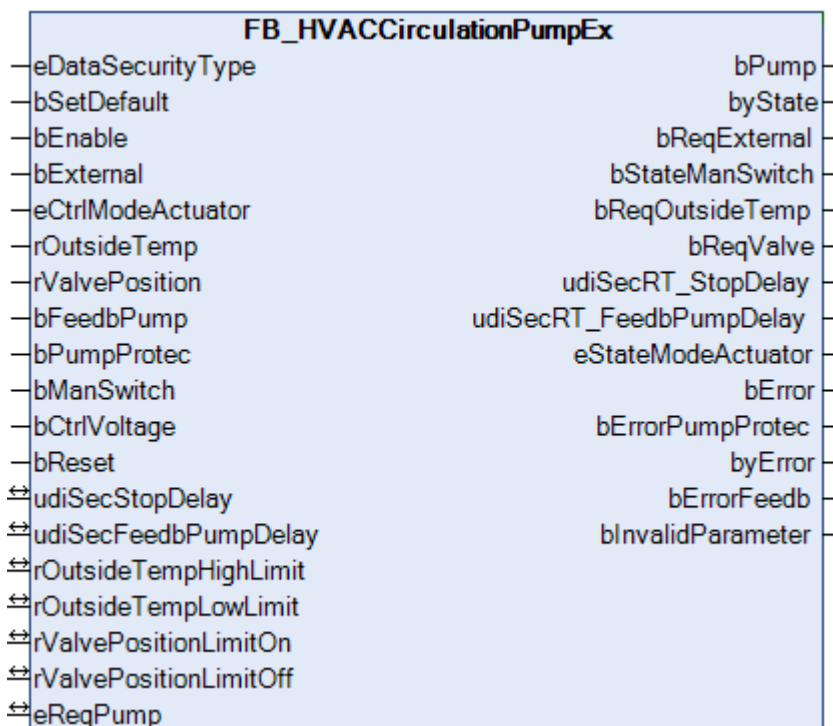 FB_HVACCirculationPumpEx
eDataSecurityType bPump
bSetDefault byState
bEnable bReqExternal
bExternal bStateManSwitch
eCtrlModeActuator bReqOutsideTemp
rOutsideTemp bReqValve
rValvePosition udiSecRT_StopDelay
bFeedbPump udiSecRT_FeedbPumpDelay
bPumpProtec eStateModeActuator
bManSwitch bError
bCtrlVoltage bErrorPumpProtec
bReset byError
udiSecStopDelay bErrorFeedb
udiSecFeedbPumpDelay bInvalidParameter
rOutsideTempHighLimit
rOutsideTempLowLimit
rValvePositionLimitOn
rValvePositionLimitOff
eReqPump